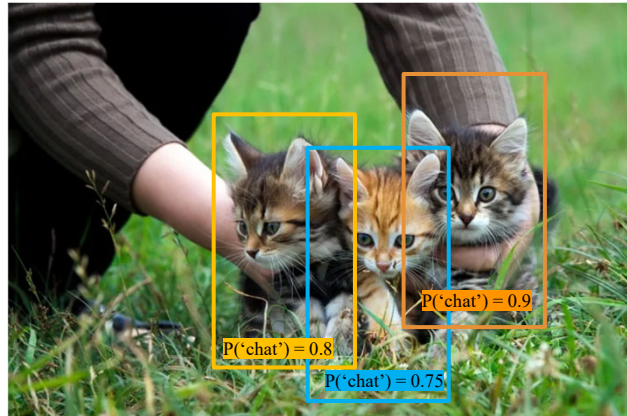 P(‘chat’) = 0.9
P(‘chat’) = 0.8
P(‘chat’) = 0.75